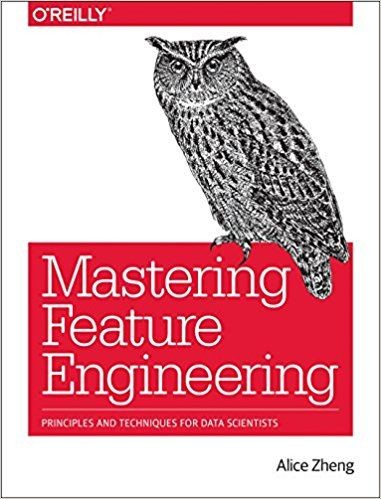 O'REILLY®
Mastering
Feature
Engineering
PRINCIPLES AND TECHNIQUES FOR DATA SCIENTISTS
Alice Zheng